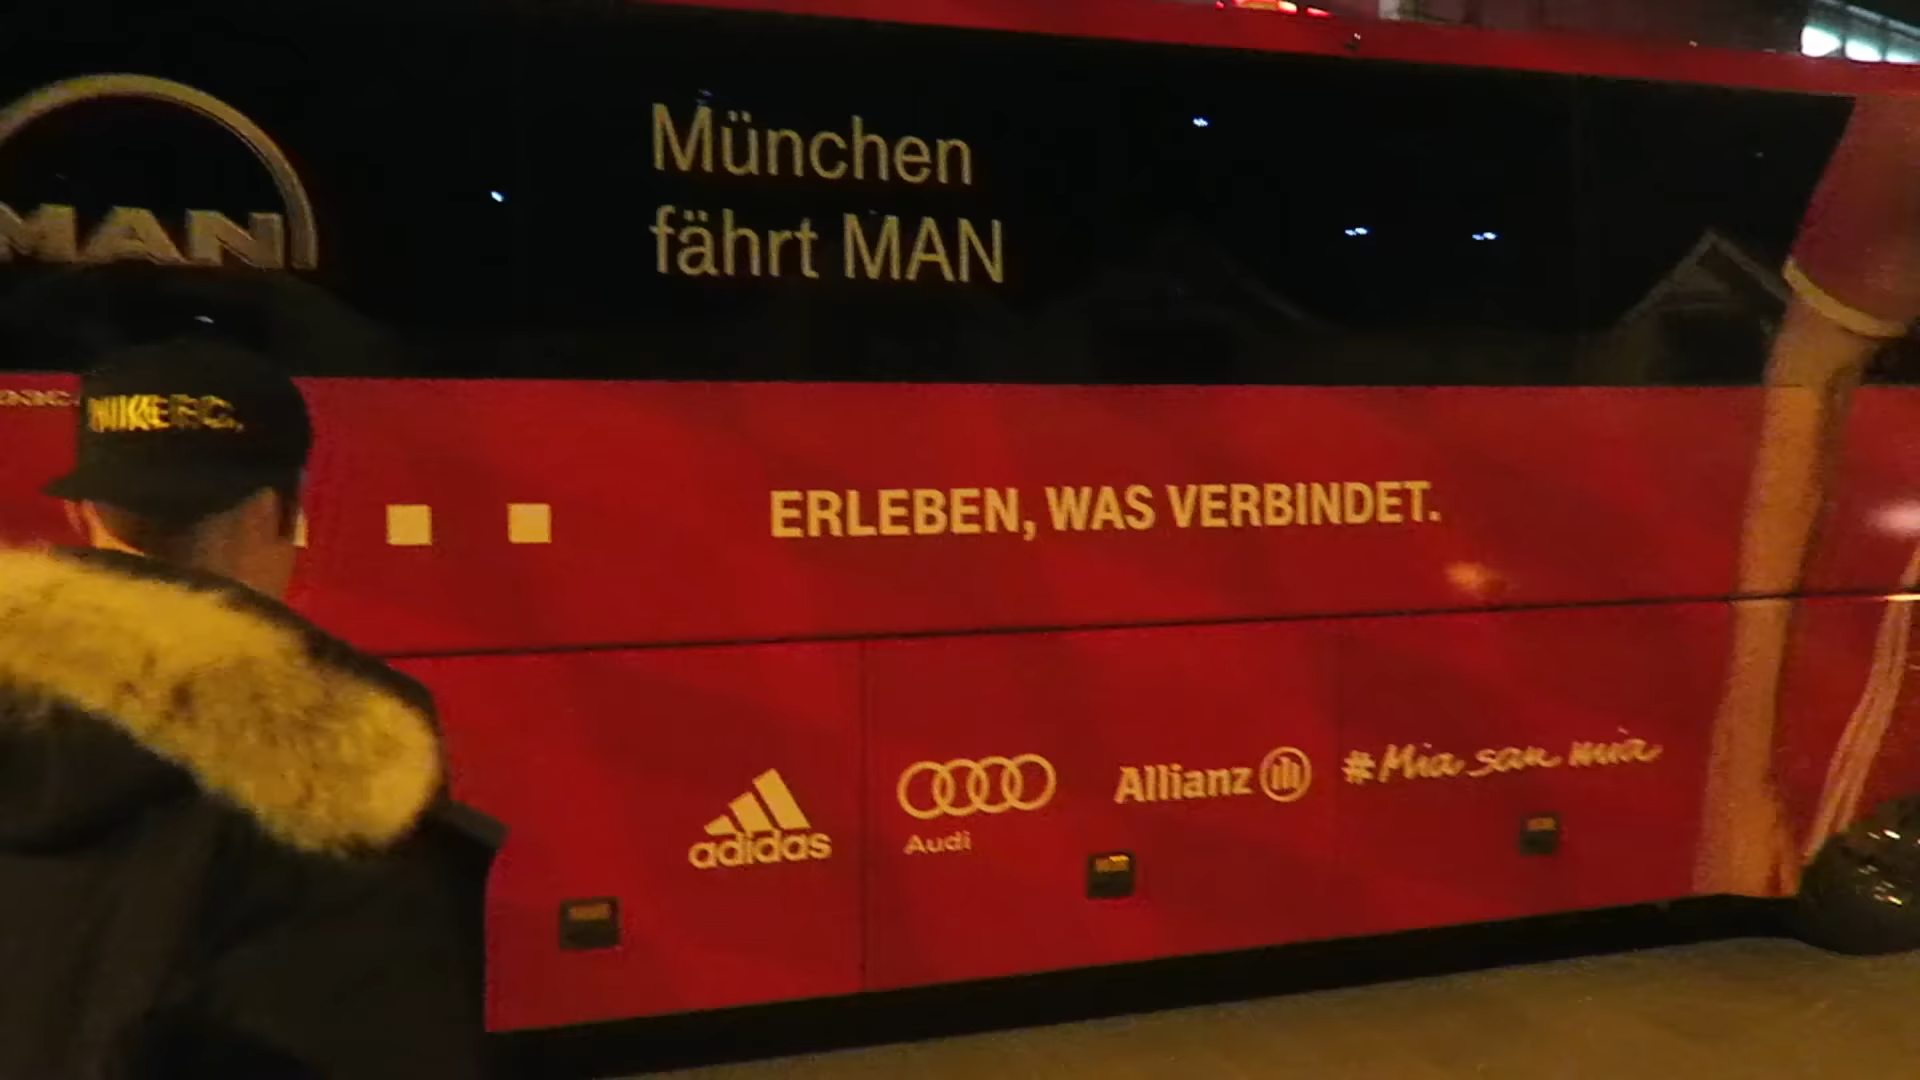 MAN
München
fährt MAN
NIKE F.C.
ERLEBEN, WAS VERBINDET.
adidas
Audi
Allianz
#Mia san mia